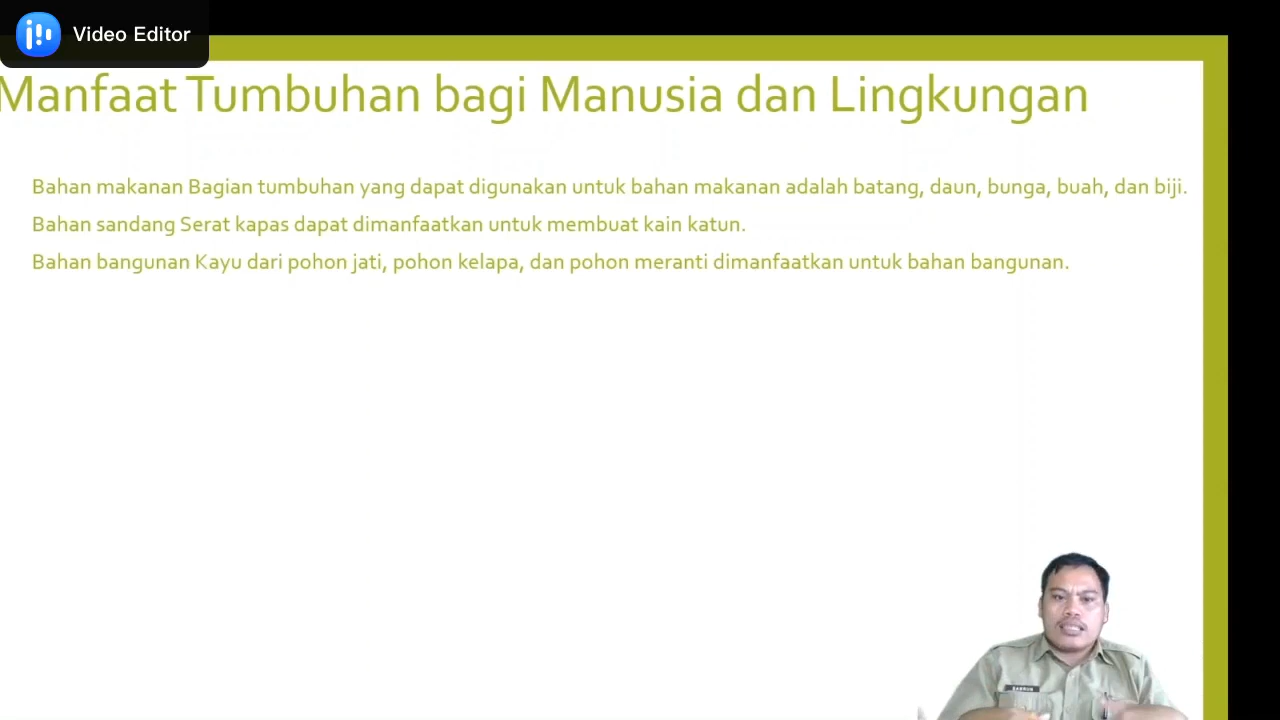 Video Editor
Manfaat Tumbuhan bagi Manusia dan Lingkungan
Bahan makanan Bagian tumbuhan yang dapat digunakan untuk bahan makanan adalah batang, daun, bunga, buah, dan biji.
Bahan sandang Serat kapas dapat dimanfaatkan untuk membuat kain katun.
Bahan bangunan Kayu dari pohon jati, pohon kelapa, dan pohon meranti dimanfaatkan untuk bahan bangunan.